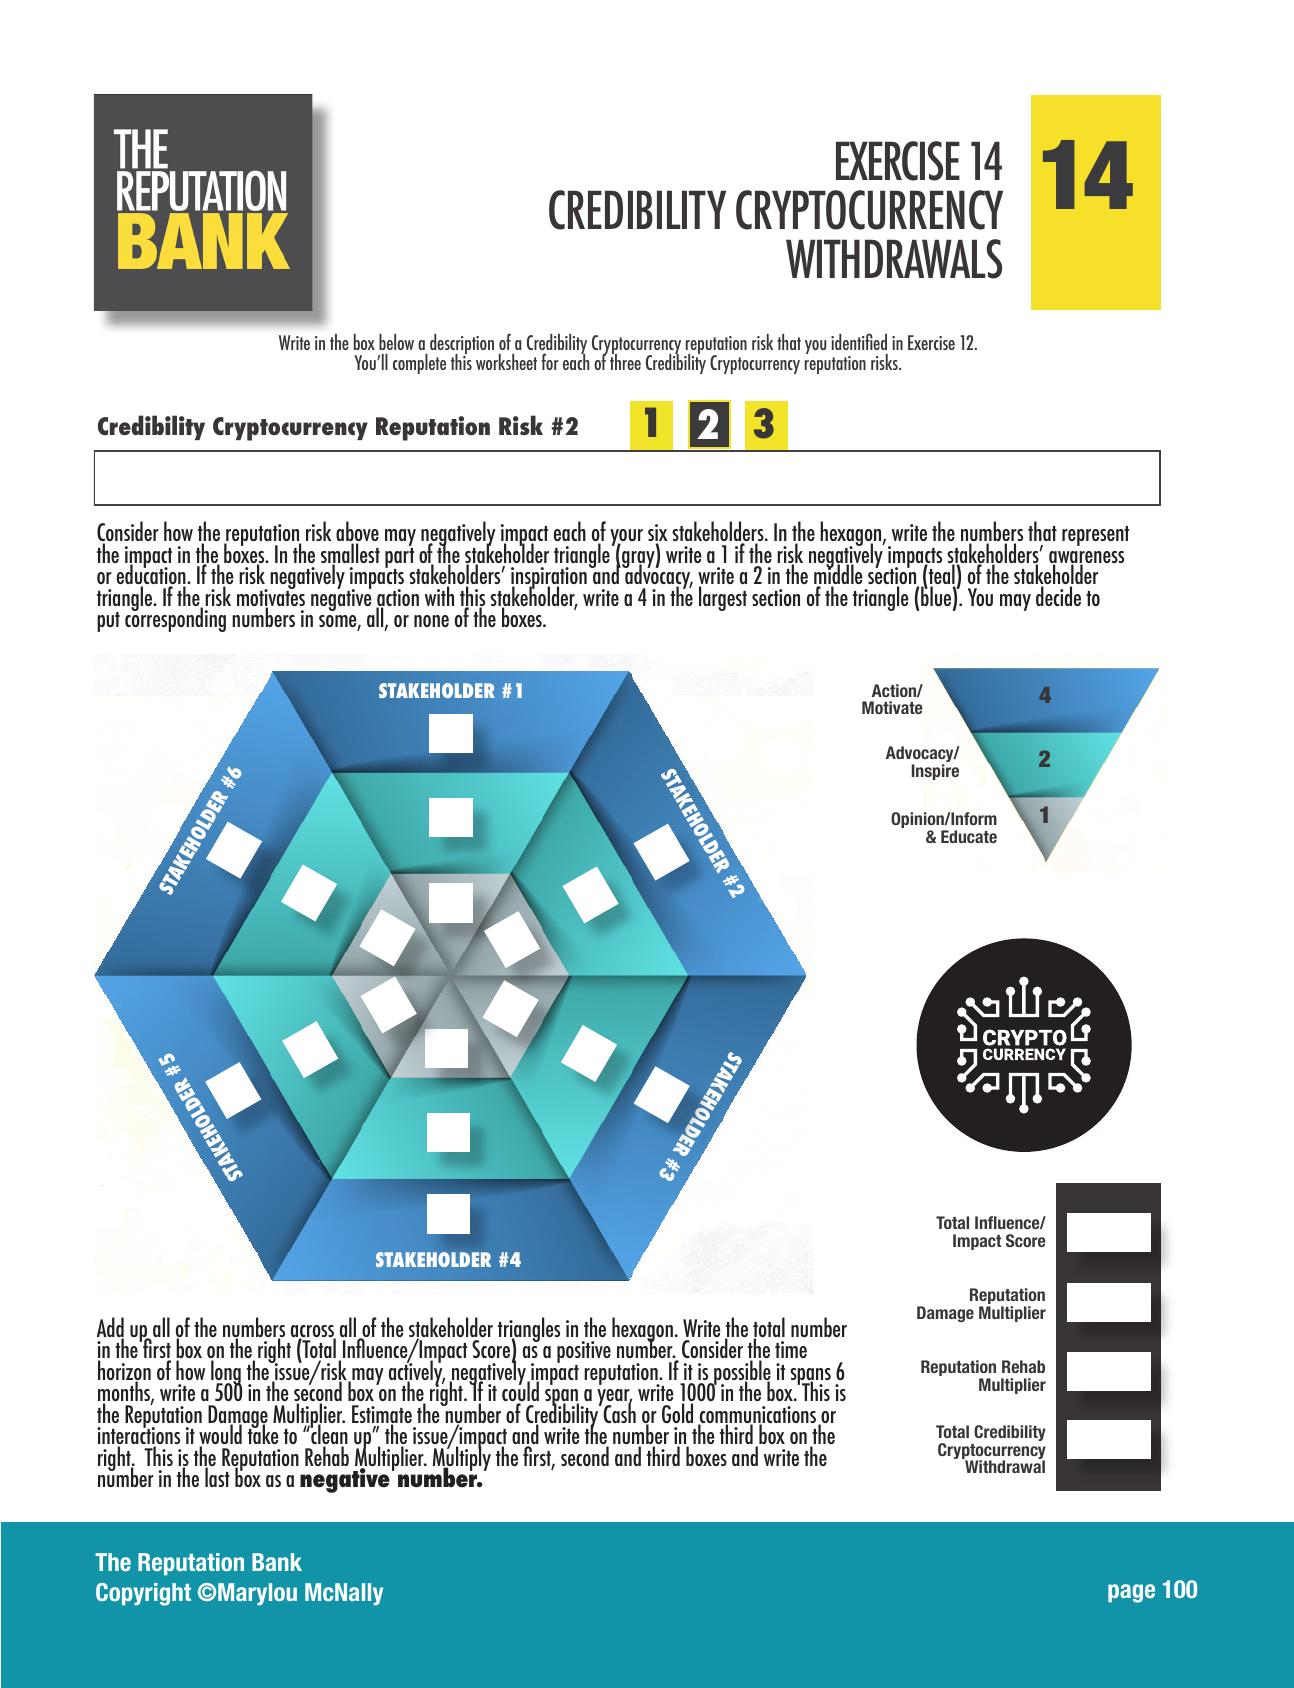 THE
REPUTATION
BANK
EXERCISE 14
CREDIBILITY CRYPTOCURRENCY
WITHDRAWALS
14
Write in the box below a description of a Credibility Cryptocurrency reputation risk that you identified in Exercise 12.
You'll complete this worksheet for each of three Credibility Cryptocurrency reputation risks.
Credibility Cryptocurrency Reputation Risk #2
1 2 3
Consider how the reputation risk above may negatively impact each of your six stakeholders. In the hexagon, write the numbers that represent
the impact in the boxes. In the smallest part of the stakeholder triangle (gray) write a 1 if the risk negatively impacts stakeholders' awareness
or education. If the risk negatively impacts stakeholders' inspiration and advocacy, write a 2 in the middle section (teal) of the stakeholder
triangle. If the risk motivates negative action with this stakeholder, write a 4 in the largest section of the triangle (blue). You may decide to
put corresponding numbers in some, all, or none of the boxes.
STAKEHOLDER #1
STAKEHOLDER #2
STAKEHOLDER #3
STAKEHOLDER #4
STAKEHOLDER #5
STAKEHOLDER #6
Action/
Motivate
4
Advocacy/
Inspire
2
Opinion/Inform
& Educate
1
CRYPTO
CURRENCY
Total Influence/
Impact Score
Reputation
Damage Multiplier
Reputation Rehab
Multiplier
Total Credibility
Cryptocurrency
Withdrawal
Add up all of the numbers across all of the stakeholder triangles in the hexagon. Write the total number
in the first box on the right (Total Influence/Impact Score) as a positive number. Consider the time
horizon of how long the issue/risk may actively, negatively impact reputation. If it is possible it spans 6
months, write a 500 in the second box on the right. If it could span a year, write 1000 in the box. This is
the Reputation Damage Multiplier. Estimate the number of Credibility Cash or Gold communications or
interactions it would take to "clean up" the issue/impact and write the number in the third box on the
right. This is the Reputation Rehab Multiplier. Multiply the first, second and third boxes and write the
number in the last box as a negative number.
The Reputation Bank
Copyright ©Marylou McNally
page 100